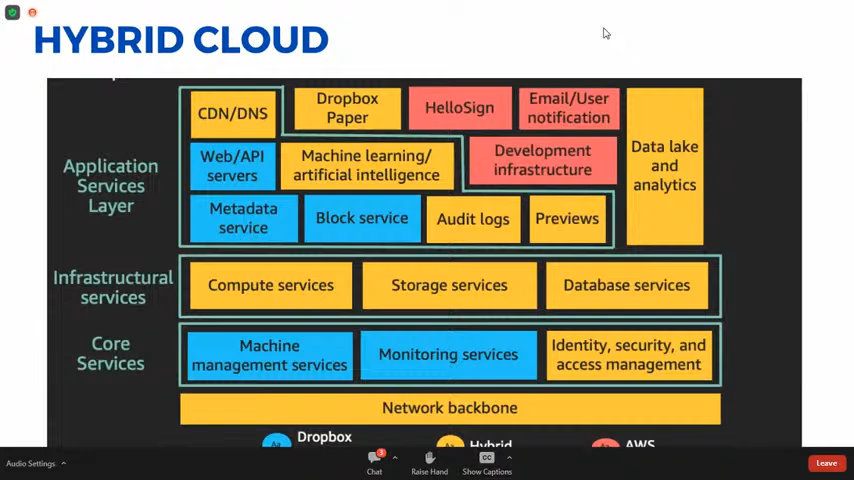 HYBRID CLOUD
CDN/DNS
Dropbox
Paper
HelloSign
Email/User
notification
Data lake
and
analytics
Application
Services
Layer
Web/API
servers
Machine learning/
artificial intelligence
Development
infrastructure
Metadata
service
Block service
Audit logs
Previews
Infrastructural
services
Compute services
Storage services
Database services
Core
Services
Machine
management services
Monitoring services
Identity, security, and
access management
Network backbone
Dropbox
Hybrid
AWS
Audio Settings
Chat
3
Raise Hand
CC
Show Captions
Leave